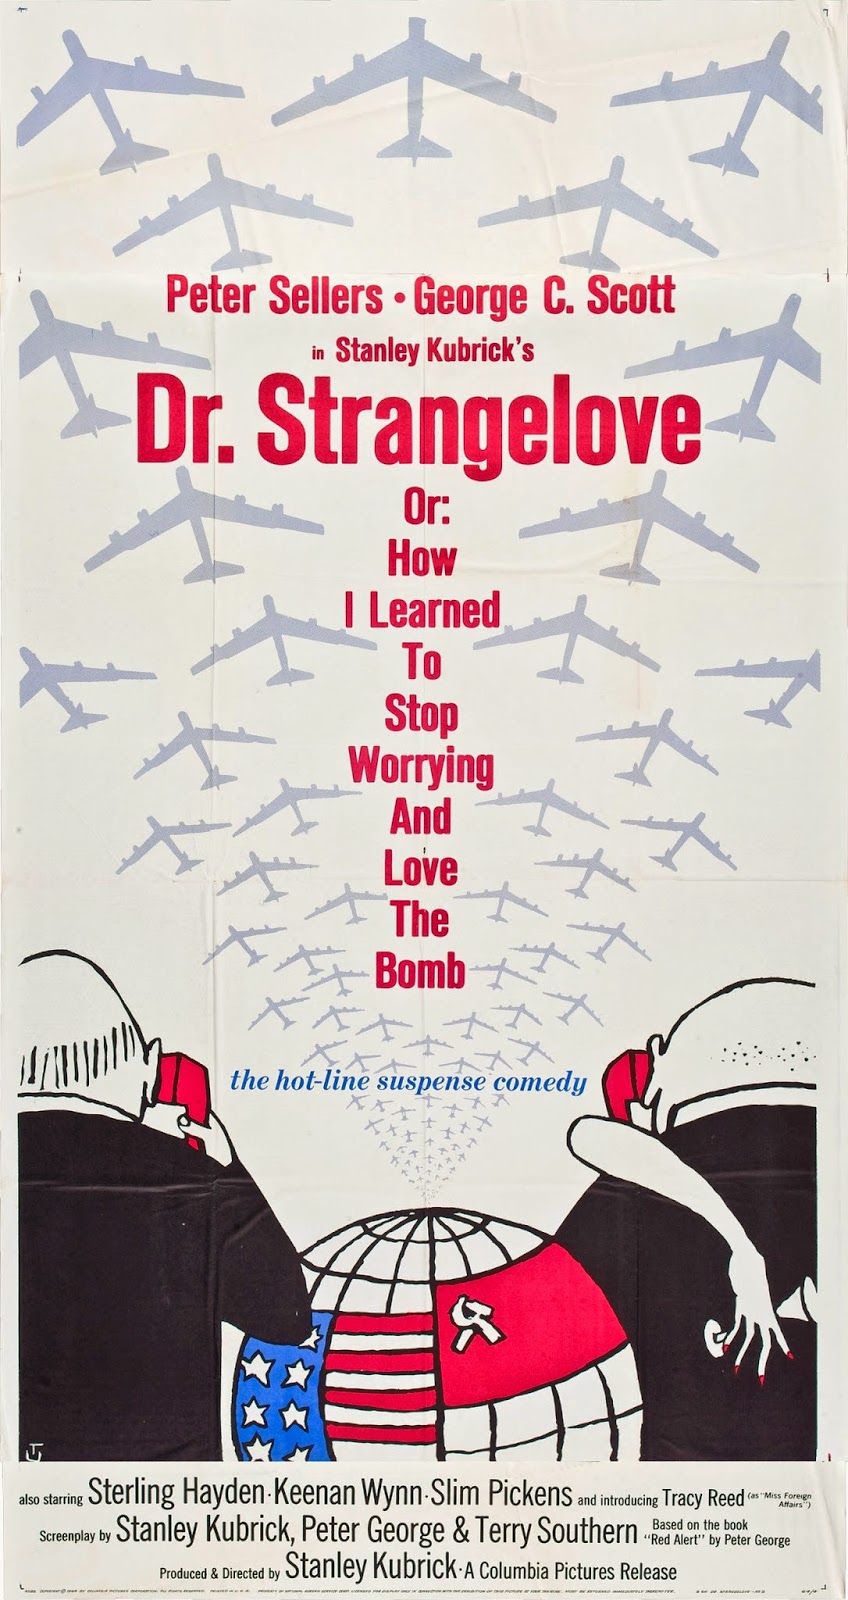 Peter Sellers • George C. Scott
in Stanley Kubrick's
Dr. Strangelove
Or:
How
I Learned
To
Stop
Worrying
And
Love
The
Bomb
the hot-line suspense comedy
also starring Sterling Hayden · Keenan Wynn · Slim Pickens and introducing Tracy Reed (as "Miss Foreign Affairs")
Screenplay by Stanley Kubrick, Peter George & Terry Southern Based on the book "Red Alert" by Peter George
Produced & Directed by Stanley Kubrick · A Columbia Pictures Release